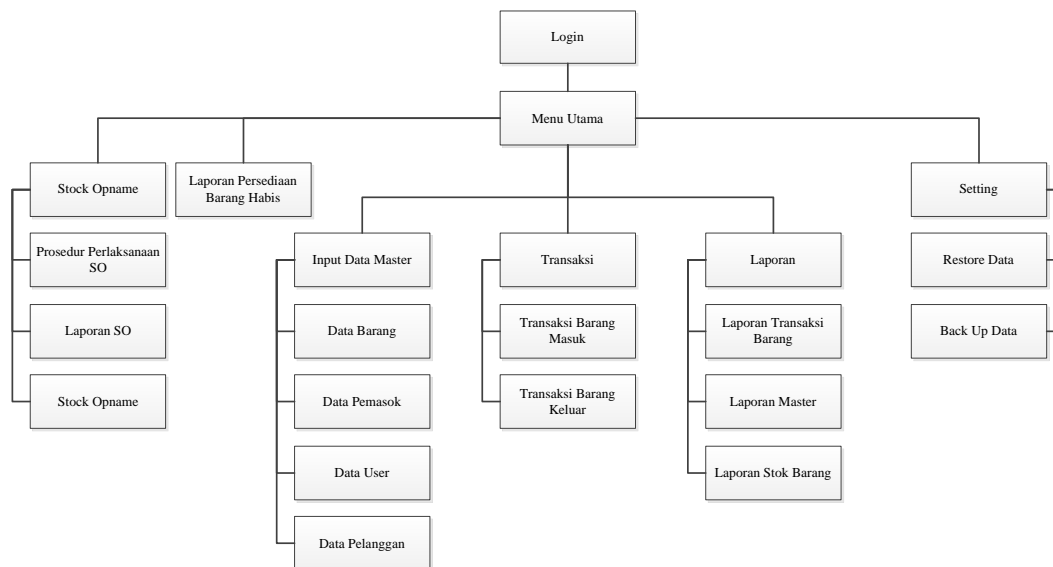 Login
Menu Utama
Stock Opname
Laporan Persediaan
Barang Habis
Setting
Prosedur Perlaksanaan
SO
Input Data Master
Transaksi
Laporan
Restore Data
Laporan SO
Data Barang
Transaksi Barang
Masuk
Laporan Transaksi
Barang
Back Up Data
Stock Opname
Data Pemasok
Transaksi Barang
Keluar
Laporan Master
Data User
Laporan Stok Barang
Data Pelanggan